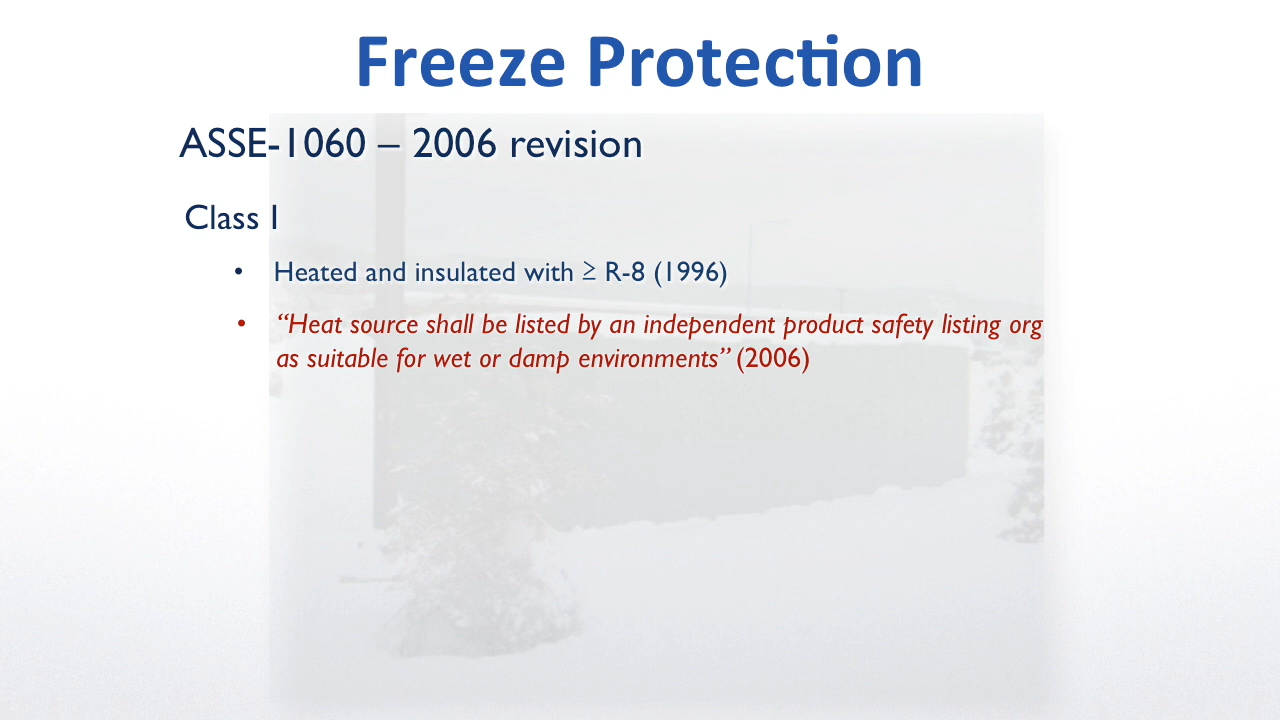 Freeze Protection
ASSE-1060 – 2006 revision
Class I
• Heated and insulated with ≥ R-8 (1996)
• “Heat source shall be listed by an independent product safety listing org
as suitable for wet or damp environments” (2006)